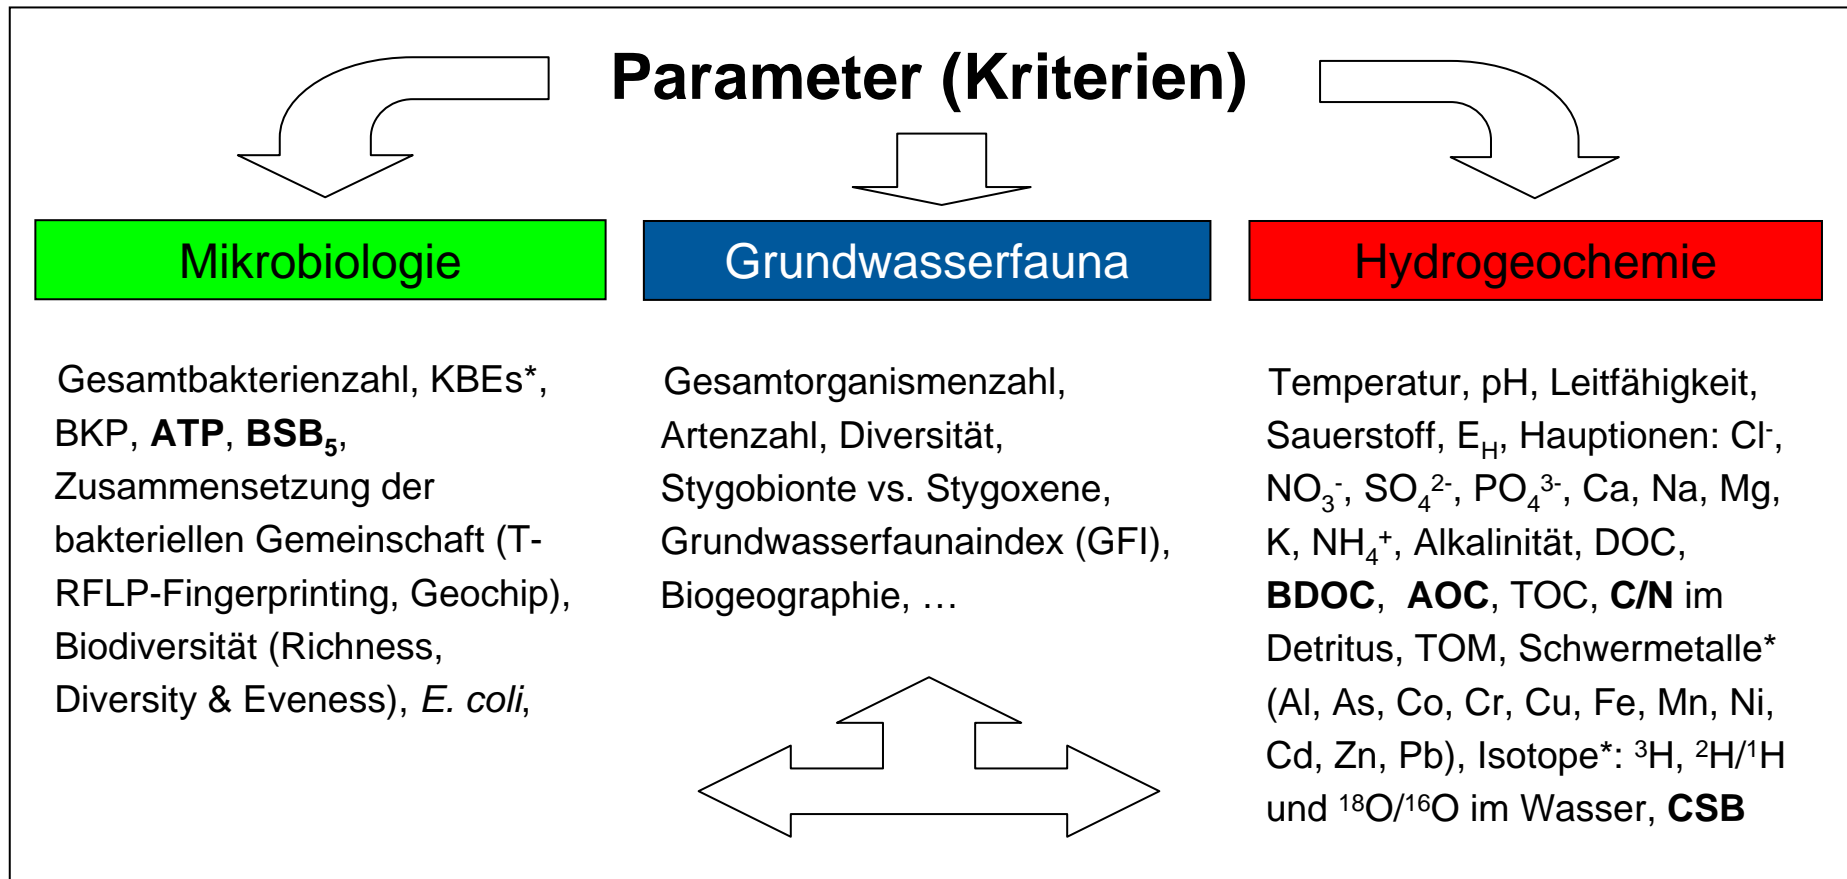 Parameter (Kriterien)
Mikrobiologie
Gesamtbakterienzahl, KBEs*,
BKP, ATP, BSB₅,
Zusammensetzung der
bakteriellen Gemeinschaft (T-
RFLP-Fingerprinting, Geochip),
Biodiversität (Richness,
Diversity & Eveness), E. coli,
Grundwasserfauna
Gesamtorganismenzahl,
Artenzahl, Diversität,
Stygobionte vs. Stygoxene,
Grundwasserfaunaindex (GFI),
Biogeographie, …
Hydrogeochemie
Temperatur, pH, Leitfähigkeit,
Sauerstoff, E_H, Hauptionen: Cl⁻,
NO₃⁻, SO₄²⁻, PO₄³⁻, Ca, Na, Mg,
K, NH₄⁺, Alkalinität, DOC,
BDOC, AOC, TOC, C/N im
Detritus, TOM, Schwermetalle*
(Al, As, Co, Cr, Cu, Fe, Mn, Ni,
Cd, Zn, Pb), Isotope*: ³H, ²H/¹H
und ¹⁸O/¹⁶O im Wasser, CSB